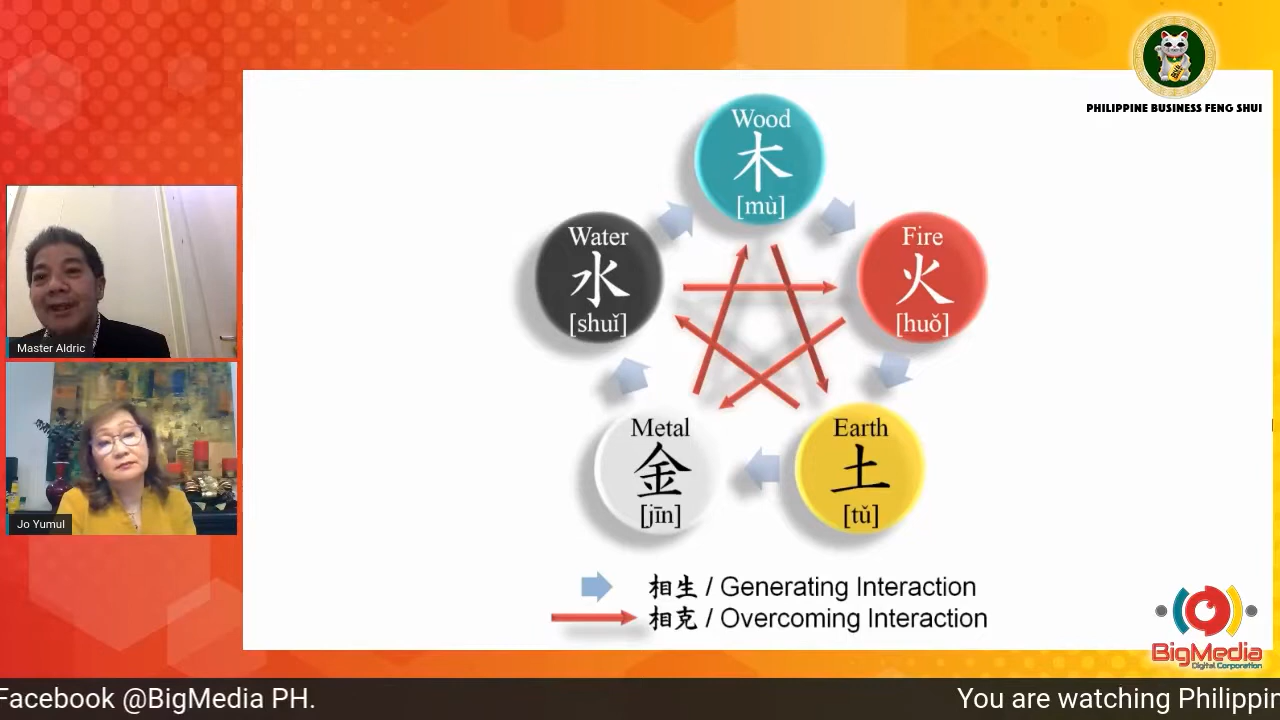 PHILIPPINE BUSINESS FENG SHUI
Wood
木
[mù]
Water
水
[shuǐ]
Fire
火
[huǒ]
Master Aldric
Metal
金
[jīn]
Earth
土
[tǔ]
Jo Yumul
相生 / Generating Interaction
相克 / Overcoming Interaction
BigMedia
Digital Corporation
Facebook @BigMedia PH.
You are watching Philippin